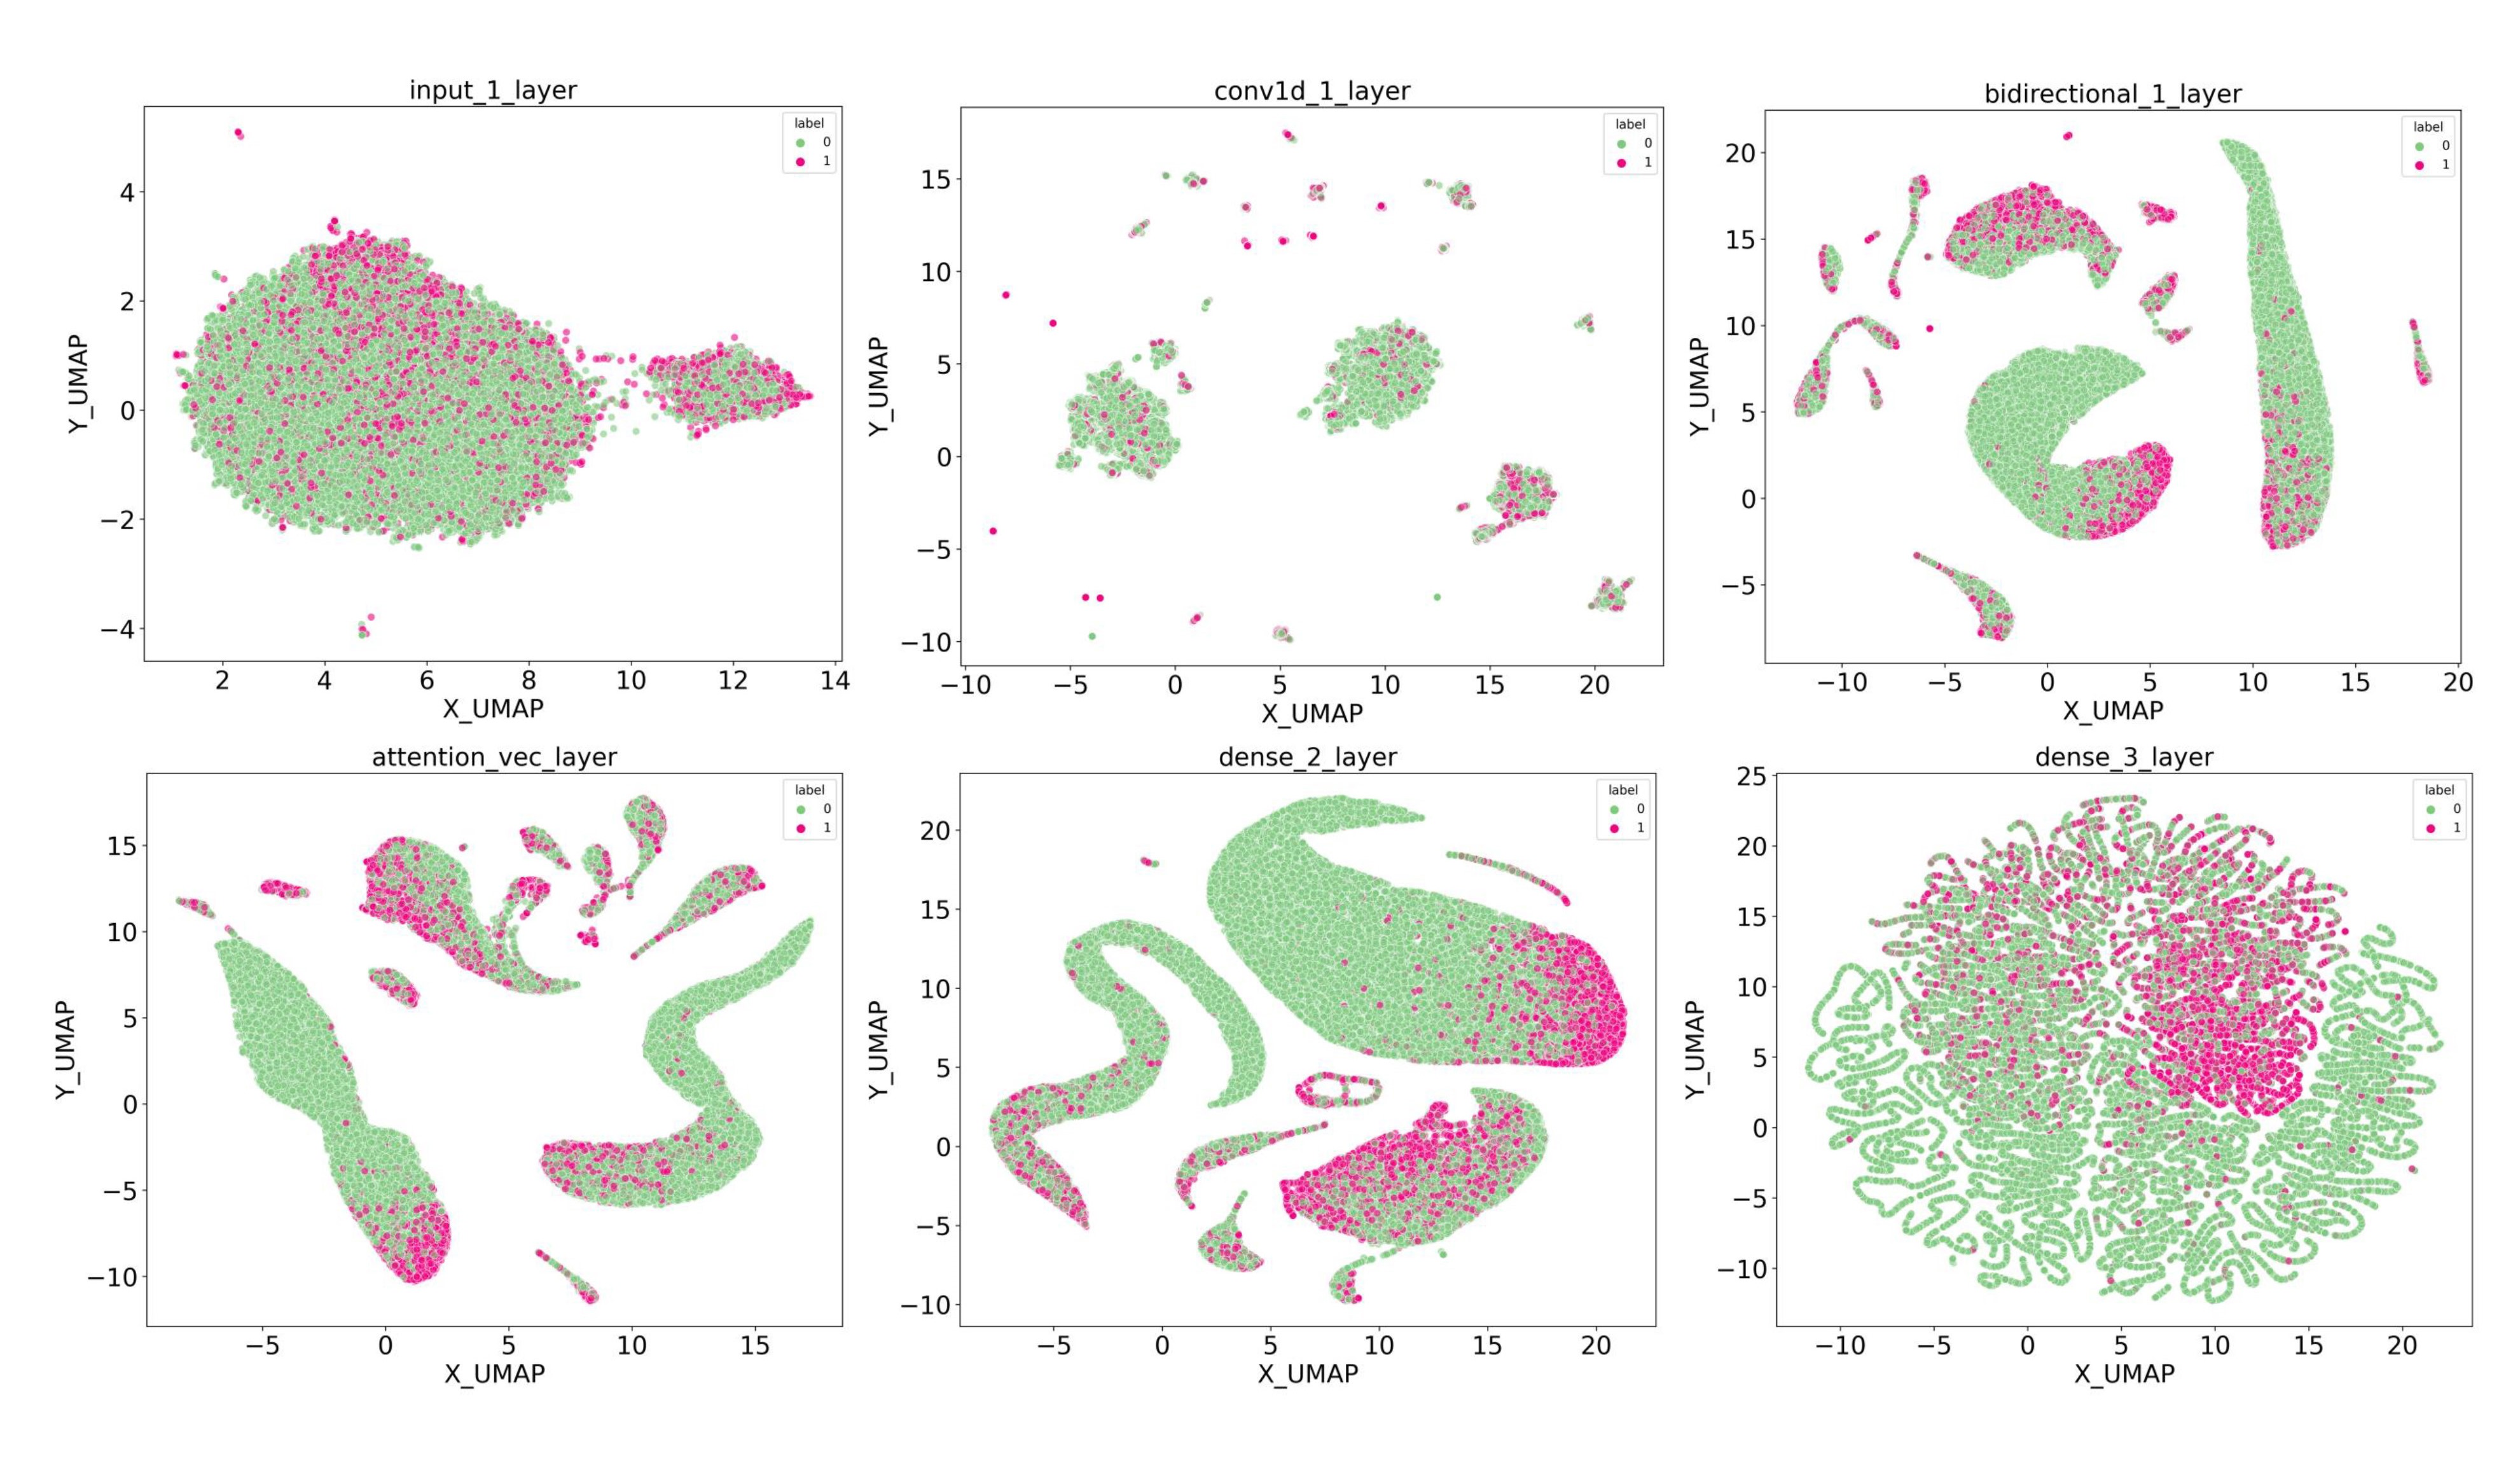 input_1_layer
label
0
1
4
2
0
−2
−4
Y_UMAP
2 4 6 8 10 12 14
X_UMAP
conv1d_1_layer
label
0
1
15
10
5
0
−5
−10
Y_UMAP
−10 −5 0 5 10 15 20
X_UMAP
bidirectional_1_layer
label
0
1
20
15
10
5
0
−5
Y_UMAP
−10 −5 0 5 10 15 20
X_UMAP
attention_vec_layer
label
0
1
15
10
5
0
−5
−10
Y_UMAP
−5 0 5 10 15
X_UMAP
dense_2_layer
label
0
1
20
15
10
5
0
−5
−10
Y_UMAP
−5 0 5 10 15 20
X_UMAP
dense_3_layer
label
0
1
25
20
15
10
5
0
−5
−10
Y_UMAP
−10 −5 0 5 10 15 20
X_UMAP